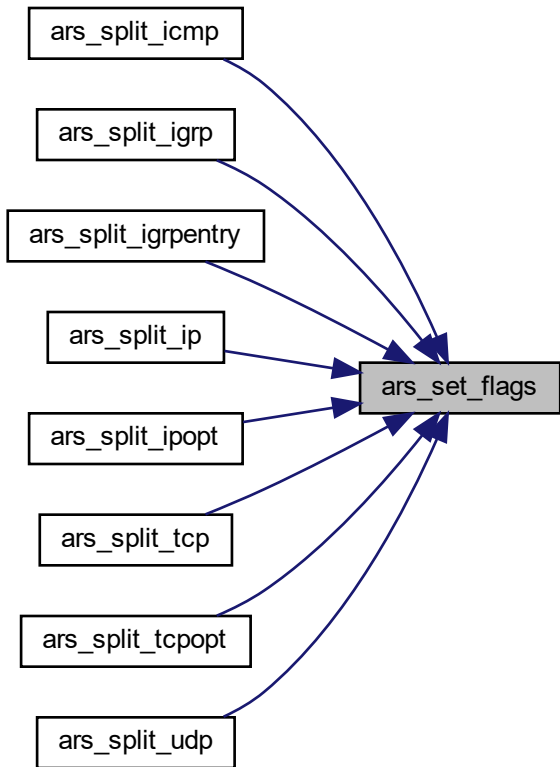 ars_split_icmp
ars_split_igrp
ars_split_igrpentry
ars_split_ip
ars_set_flags
ars_split_ipopt
ars_split_tcp
ars_split_tcpopt
ars_split_udp